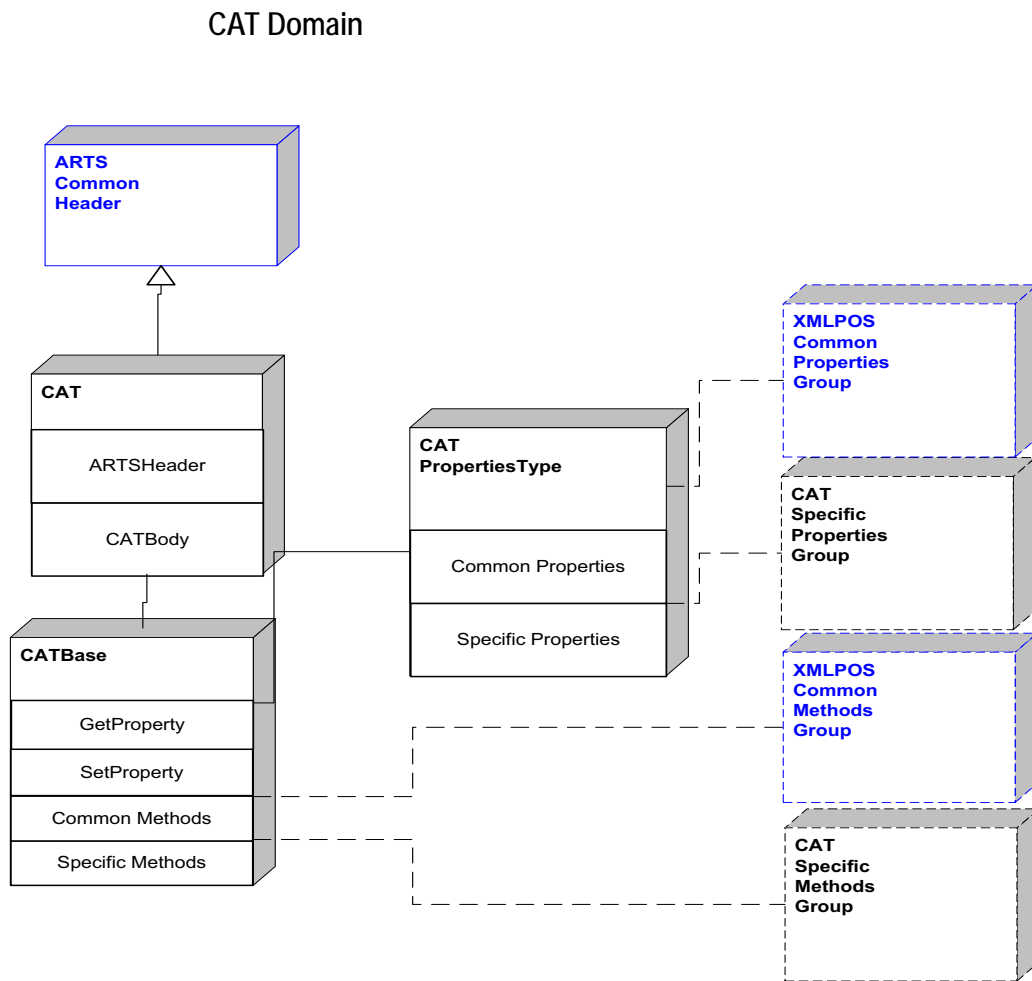 CAT Domain
ARTS
Common
Header
CAT
ARTSHeader
CATBody
CATBase
GetProperty
SetProperty
Common Methods
Specific Methods
CAT
PropertiesType
Common Properties
Specific Properties
XMLPOS
Common
Properties
Group
CAT
Specific
Properties
Group
XMLPOS
Common
Methods
Group
CAT
Specific
Methods
Group